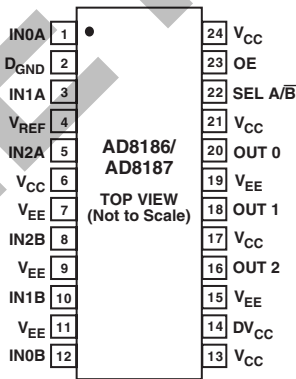 IN0A 1 24 VCC
DGND 2 23 OE
IN1A 3 22 SEL A/B̅
VREF 4 21 VCC
IN2A 5 AD8186/ 20 OUT 0
AD8187
VCC 6 TOP VIEW 19 VEE
VEE 7 (Not to Scale) 18 OUT 1
IN2B 8 17 VCC
VEE 9 16 OUT 2
IN1B 10 15 VEE
VEE 11 14 DVCC
IN0B 12 13 VCC